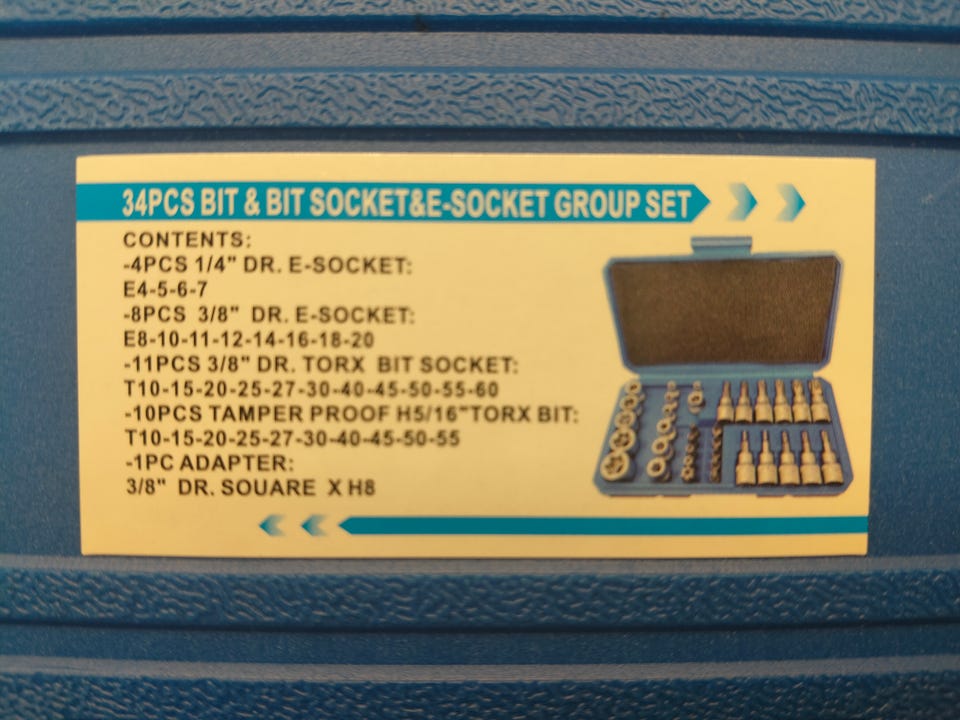 34PCS BIT & BIT SOCKET&E-SOCKET GROUP SET
CONTENTS:
-4PCS 1/4" DR. E-SOCKET:
E4-5-6-7
-8PCS 3/8" DR. E-SOCKET:
E8-10-11-12-14-16-18-20
-11PCS 3/8" DR. TORX BIT SOCKET:
T10-15-20-25-27-30-40-45-50-55-60
-10PCS TAMPER PROOF H5/16"TORX BIT:
T10-15-20-25-27-30-40-45-50-55
-1PC ADAPTER:
3/8" DR. SOUARE X H8